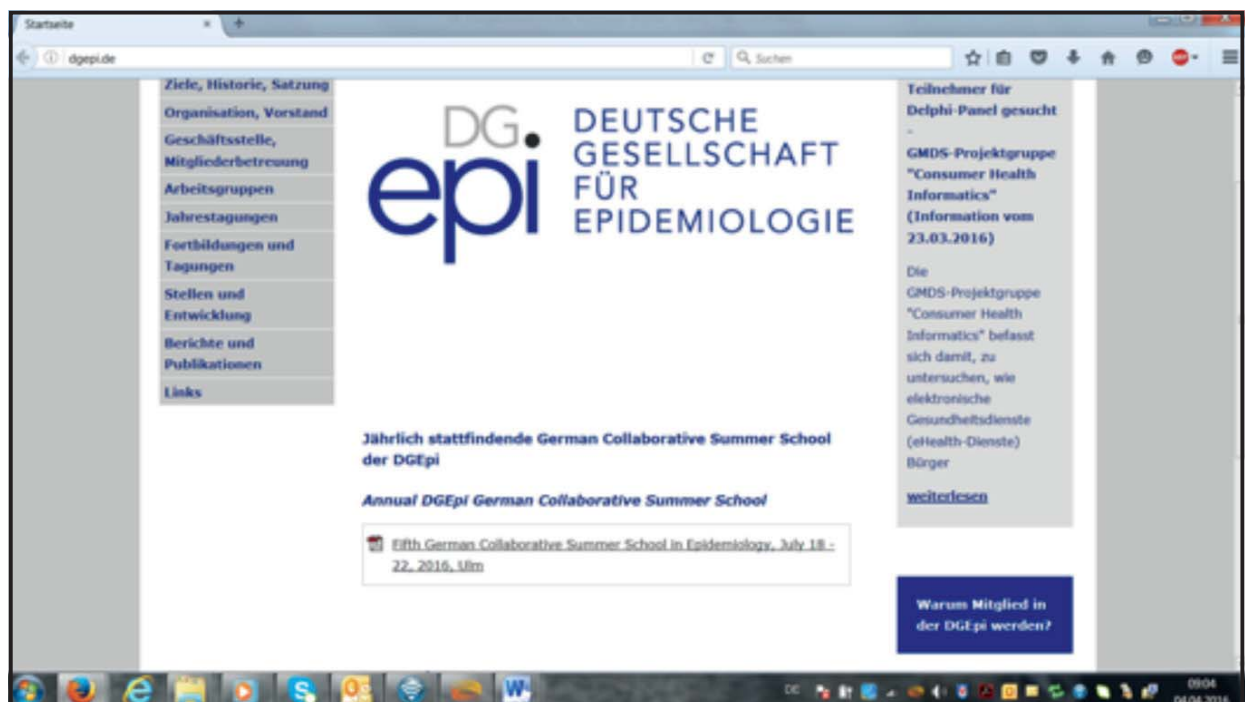 Startseite
dgepi.de
Suchen
Ziele, Historie, Satzung
Organisation, Vorstand
Geschäftsstelle,
Mitgliederbetreuung
Arbeitsgruppen
Jahrestagungen
Fortbildungen und
Tagungen
Stellen und
Entwicklung
Berichte und
Publikationen
Links
DG.
epi
DEUTSCHE
GESELLSCHAFT
FÜR
EPIDEMIOLOGIE
Jährlich stattfindende German Collaborative Summer School
der DGEpi
Annual DGEpi German Collaborative Summer School
Fifth German Collaborative Summer School in Epidemiology, July 18 -
22, 2016, Ulm
Teilnehmer für
Delphi-Panel gesucht
-
GMDS-Projektgruppe
"Consumer Health
Informatics"
(Information vom
23.03.2016)
Die
GMDS-Projektgruppe
"Consumer Health
Informatics" befasst
sich damit, zu
untersuchen, wie
elektronische
Gesundheitsdienste
(eHealth-Dienste)
Bürger
weiterlesen
Warum Mitglied in
der DGEpi werden?
DE
09:04
04.04.2016